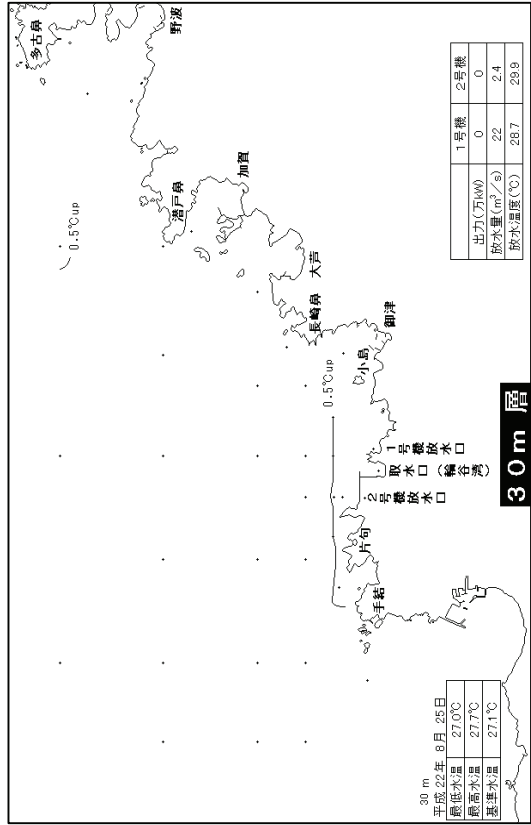 30 m
平成 22年 8月 25日
最低水温 27.0℃
最高水温 27.7℃
基準水温 27.1℃
30m 層
1号機 2号機
出力(万kW) 0 0
放水量(m³/s) 22 2.4
放水温度(℃) 28.7 29.9
手結
片句
2号機放水口
取水口 (輪谷湾)
1号機放水口
0.5℃up
小島
御津
長崎鼻
大芦
加賀
潜戸鼻
0.5℃up
野波
多古鼻